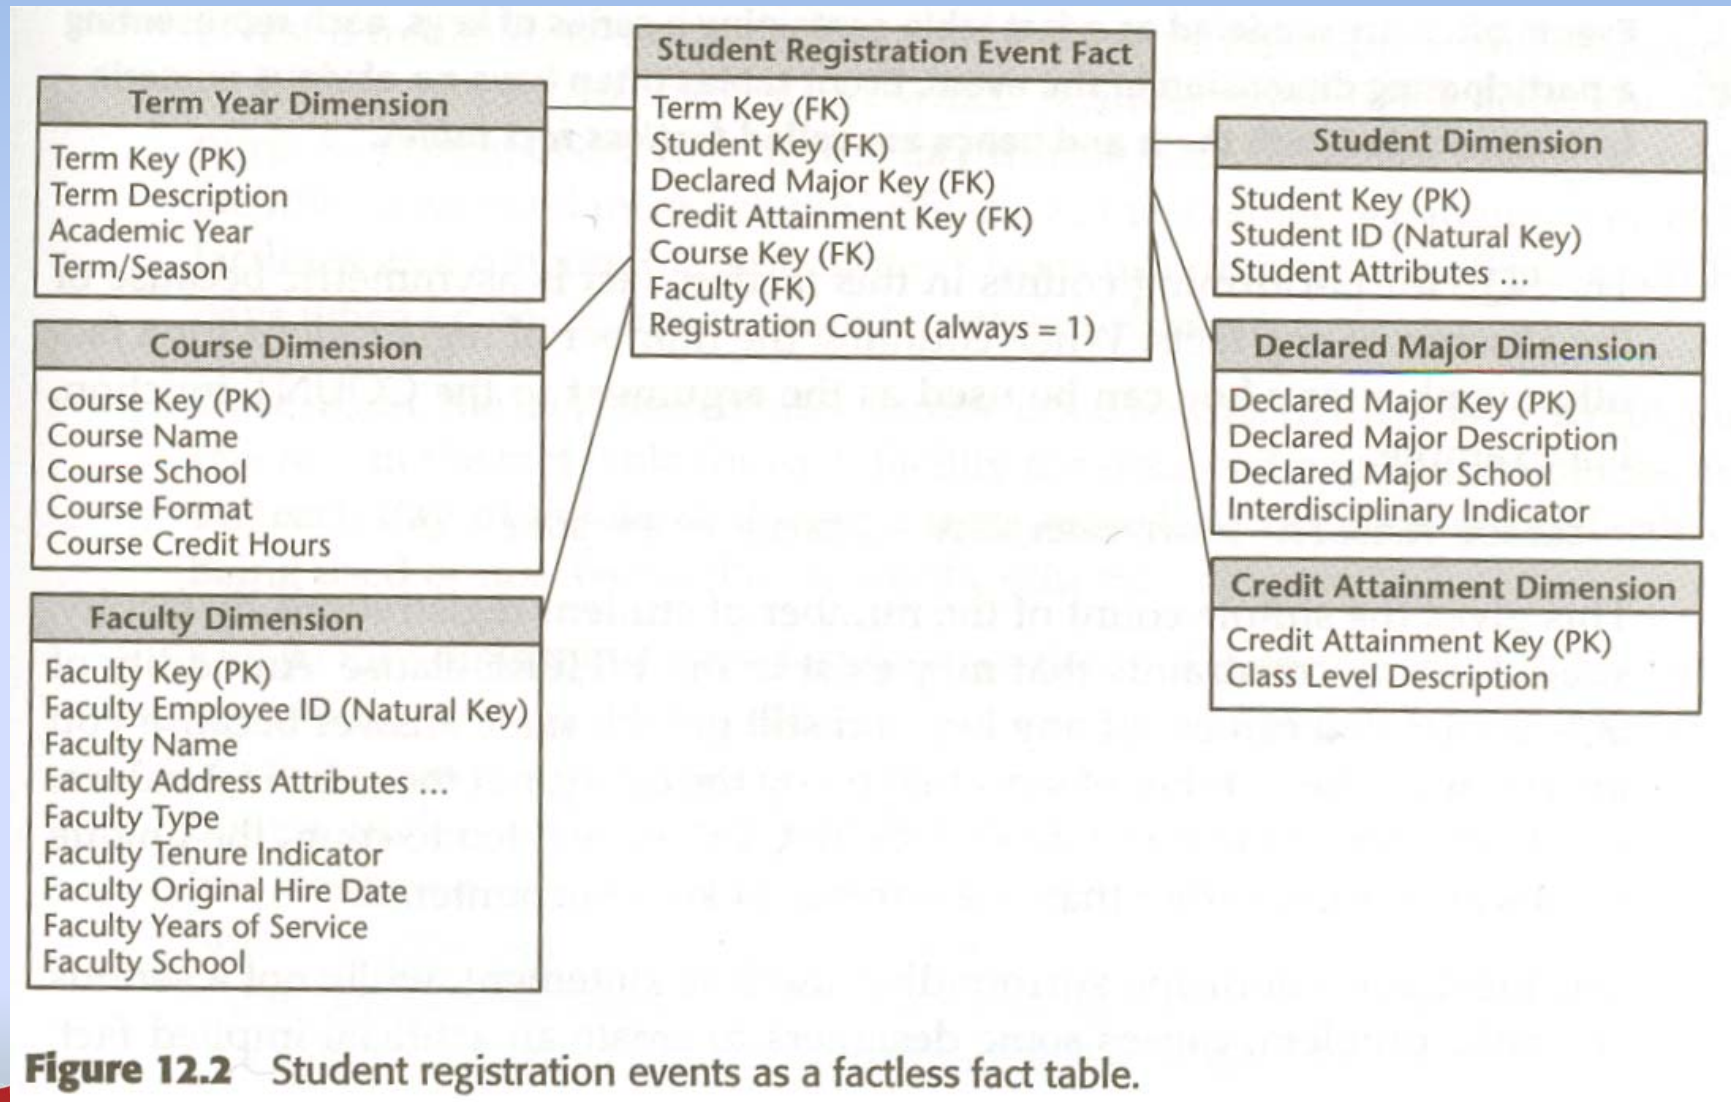 Student Registration Event Fact
Term Key (FK)
Student Key (FK)
Declared Major Key (FK)
Credit Attainment Key (FK)
Course Key (FK)
Faculty (FK)
Registration Count (always = 1)
Term Year Dimension
Term Key (PK)
Term Description
Academic Year
Term/Season
Course Dimension
Course Key (PK)
Course Name
Course School
Course Format
Course Credit Hours
Faculty Dimension
Faculty Key (PK)
Faculty Employee ID (Natural Key)
Faculty Name
Faculty Address Attributes ...
Faculty Type
Faculty Tenure Indicator
Faculty Original Hire Date
Faculty Years of Service
Faculty School
Student Dimension
Student Key (PK)
Student ID (Natural Key)
Student Attributes ...
Declared Major Dimension
Declared Major Key (PK)
Declared Major Description
Declared Major School
Interdisciplinary Indicator
Credit Attainment Dimension
Credit Attainment Key (PK)
Class Level Description
Figure 12.2 Student registration events as a factless fact table.